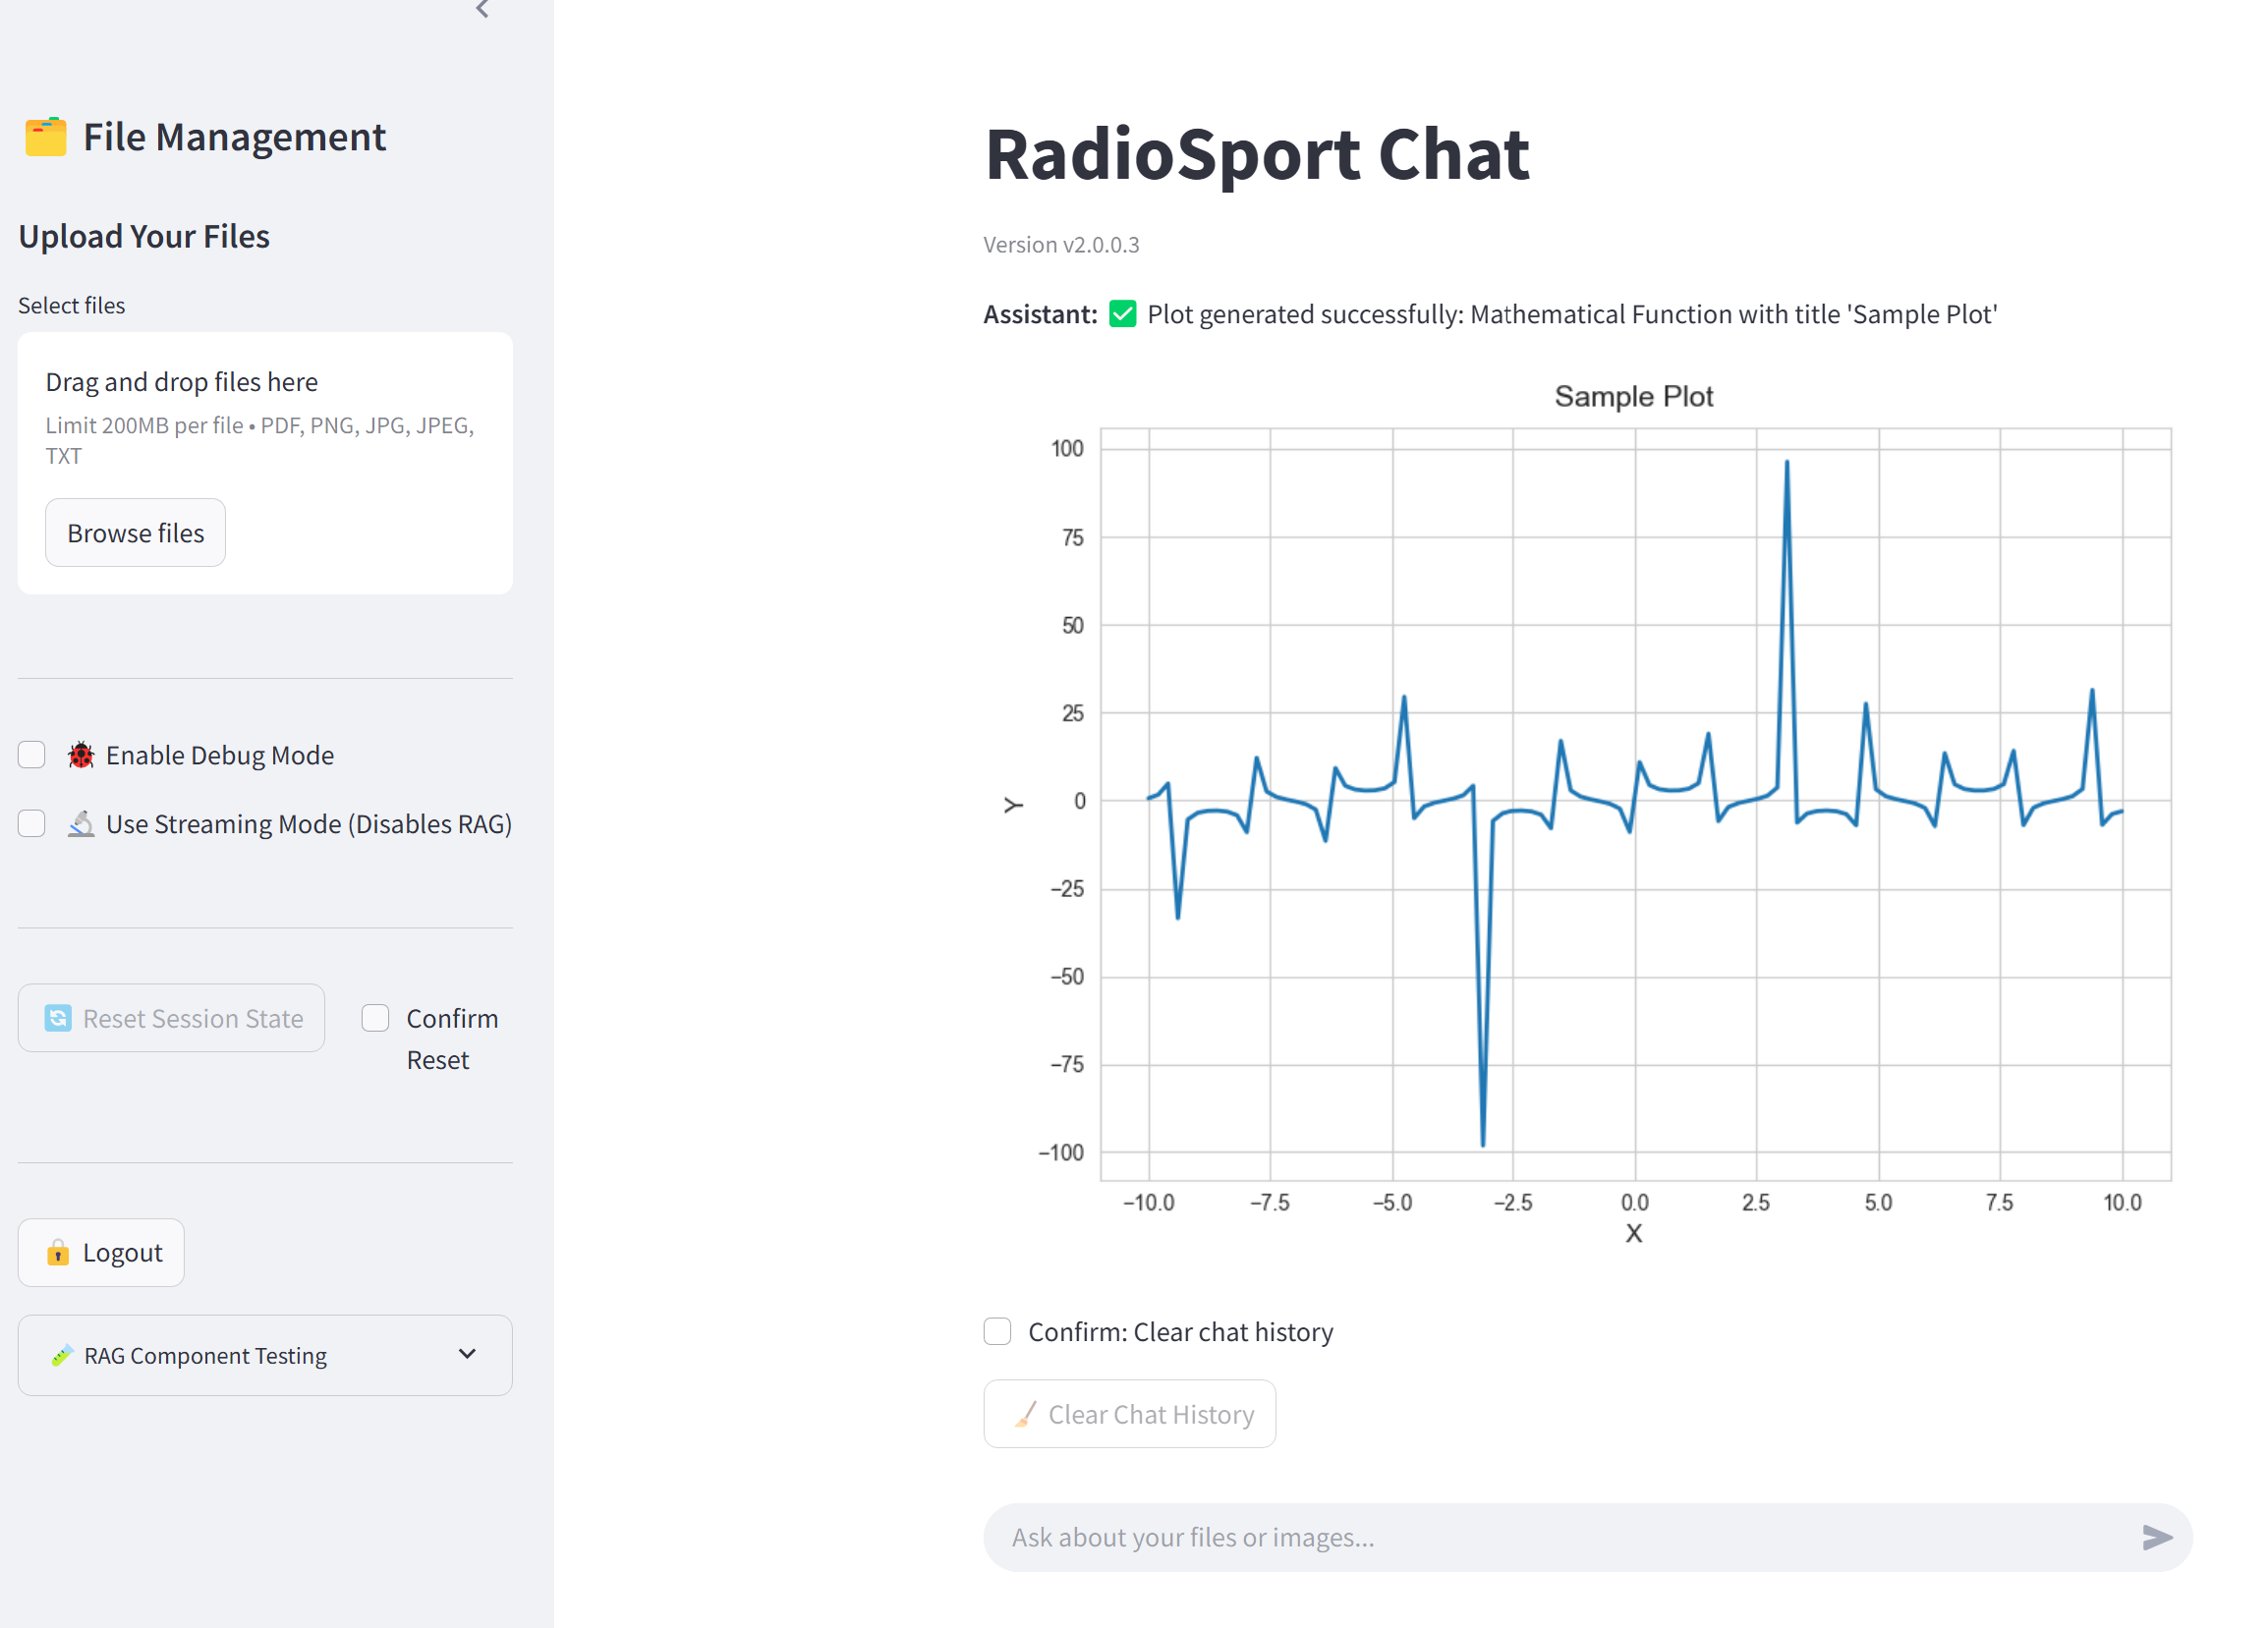 File Management
Upload Your Files
Select files
Drag and drop files here
Limit 200MB per file • PDF, PNG, JPG, JPEG,
TXT
Browse files
Enable Debug Mode
Use Streaming Mode (Disables RAG)
Reset Session State
Confirm
Reset
Logout
RAG Component Testing
RadioSport Chat
Version v2.0.0.3
Assistant: ✅ Plot generated successfully: Mathematical Function with title 'Sample Plot'
Sample Plot
100
75
50
25
0
−25
−50
−75
−100
Y
−10.0 −7.5 −5.0 −2.5 0.0 2.5 5.0 7.5 10.0
X
Confirm: Clear chat history
Clear Chat History
Ask about your files or images...